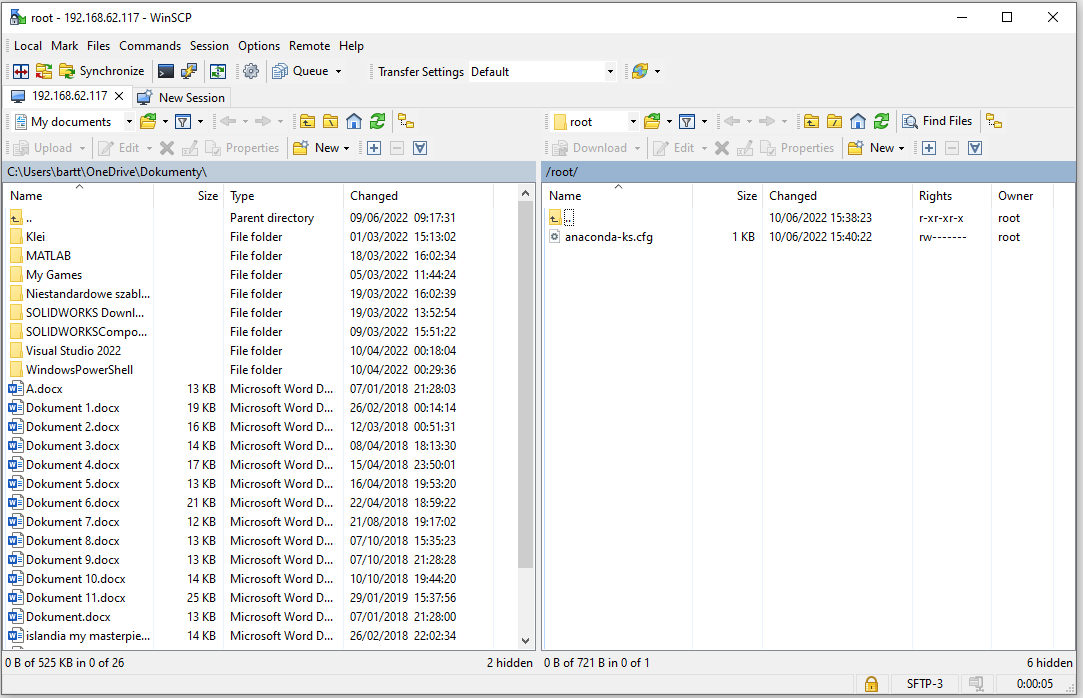 root - 192.168.62.117 - WinSCP
Local Mark Files Commands Session Options Remote Help
Synchronize Queue Transfer Settings Default
192.168.62.117 New Session
My documents
Upload Edit Properties New
C:\Users\bartt\OneDrive\Dokumenty\
Name Size Type Changed
.. Parent directory 09/06/2022 09:17:31
Klei File folder 01/03/2022 15:13:02
MATLAB File folder 18/03/2022 16:02:34
My Games File folder 05/03/2022 11:44:24
Niestandardowe szabl... File folder 19/03/2022 16:02:39
SOLIDWORKS Downl... File folder 19/03/2022 13:52:54
SOLIDWORKSCompo... File folder 09/03/2022 15:51:22
Visual Studio 2022 File folder 10/04/2022 00:18:04
WindowsPowerShell File folder 10/04/2022 00:29:36
A.docx 13 KB Microsoft Word D... 07/01/2018 21:28:03
Dokument 1.docx 19 KB Microsoft Word D... 26/02/2018 00:14:14
Dokument 2.docx 16 KB Microsoft Word D... 12/03/2018 00:51:31
Dokument 3.docx 14 KB Microsoft Word D... 08/04/2018 18:13:30
Dokument 4.docx 17 KB Microsoft Word D... 15/04/2018 23:50:01
Dokument 5.docx 13 KB Microsoft Word D... 16/04/2018 19:53:20
Dokument 6.docx 21 KB Microsoft Word D... 22/04/2018 18:59:22
Dokument 7.docx 12 KB Microsoft Word D... 21/08/2018 19:17:02
Dokument 8.docx 13 KB Microsoft Word D... 07/10/2018 15:35:23
Dokument 9.docx 13 KB Microsoft Word D... 07/10/2018 21:28:28
Dokument 10.docx 14 KB Microsoft Word D... 10/10/2018 19:44:20
Dokument 11.docx 25 KB Microsoft Word D... 29/01/2019 15:37:56
Dokument.docx 13 KB Microsoft Word D... 07/01/2018 21:28:00
islandia my masterpie... 14 KB Microsoft Word D... 26/02/2018 22:02:34
0 B of 525 KB in 0 of 26 2 hidden
root Find Files
Download Edit Properties New
/root/
Name Size Changed Rights Owner
.. 10/06/2022 15:38:23 r-xr-xr-x root
anaconda-ks.cfg 1 KB 10/06/2022 15:40:22 rw------- root
0 B of 721 B in 0 of 1 6 hidden
SFTP-3 0:00:05